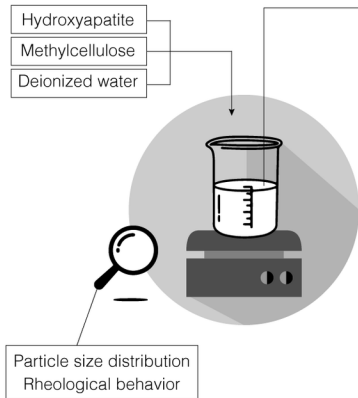 Hydroxyapatite
Methylcellulose
Deionized water
Particle size distribution
Rheological behavior